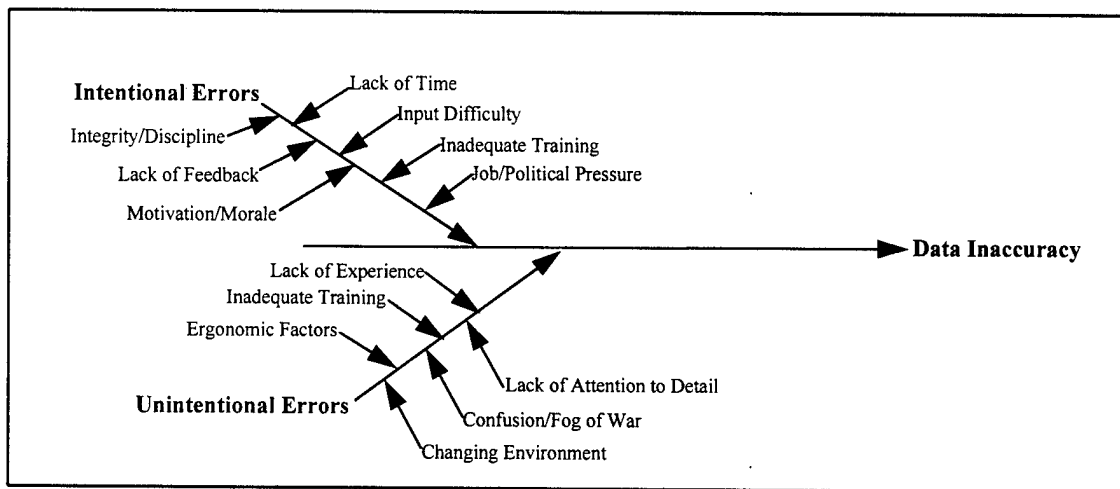 Lack of Time
Intentional Errors
Input Difficulty
Integrity/Discipline
Inadequate Training
Lack of Feedback
Job/Political Pressure
Motivation/Morale
Data Inaccuracy
Lack of Experience
Inadequate Training
Ergonomic Factors
Lack of Attention to Detail
Unintentional Errors
Confusion/Fog of War
Changing Environment